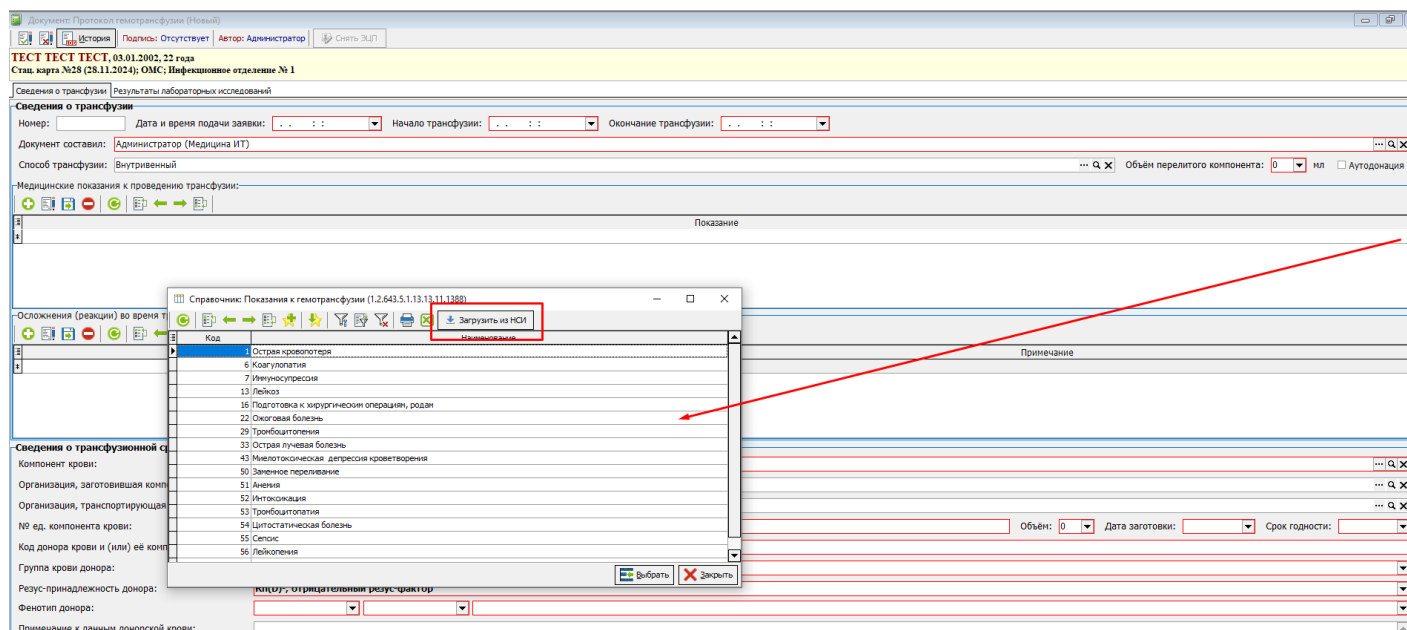 Документ: Протокол гемотрансфузии (Новый)
История Подпись: Отсутствует Автор: Администратор Снять ЭЦП
ТЕСТ ТЕСТ ТЕСТ, 03.01.2002, 22 года
Стац. карта №28 (28.11.2024); ОМС; Инфекционное отделение № 1
Сведения о трансфузии Результаты лабораторных исследований
Сведения о трансфузии
Номер: Дата и время подачи заявки: . . : : Начало трансфузии: . . : : Окончание трансфузии: . . : :
Документ составил: Администратор (Медицина ИТ)
Способ трансфузии: Внутривенный Объём перелитого компонента: 0 мл Аутодонация
Медицинские показания к проведению трансфузии:
Показание
Справочник: Показания к гемотрансфузии (1.2.643.5.1.13.13.11.1388)
Загрузить из НСИ
Код Наименование
1 Острая кровопотеря
6 Коагулопатия
7 Иммуносупрессия
13 Лейкоз
16 Подготовка к хирургическим операциям, родам
22 Ожоговая болезнь
29 Тромбоцитопения
33 Острая лучевая болезнь
43 Миелотоксическая депрессия кроветворения
50 Заменное переливание
51 Анемия
52 Интоксикация
53 Тромбоцитопатия
54 Цитостатическая болезнь
55 Сепсис
56 Лейкопения
Выбрать Закрыть
Осложнения (реакции) во время т
Примечание
Сведения о трансфузионной с
Компонент крови:
Организация, заготовившая комп
Организация, транспортирующая
№ ед. компонента крови: Объём: 0 Дата заготовки: Срок годности:
Код донора крови и (или) её комп
Группа крови донора:
Резус-принадлежность донора: Rh(D)-, отрицательный резус-фактор
Фенотип донора:
Примечание к данным донорской крови: